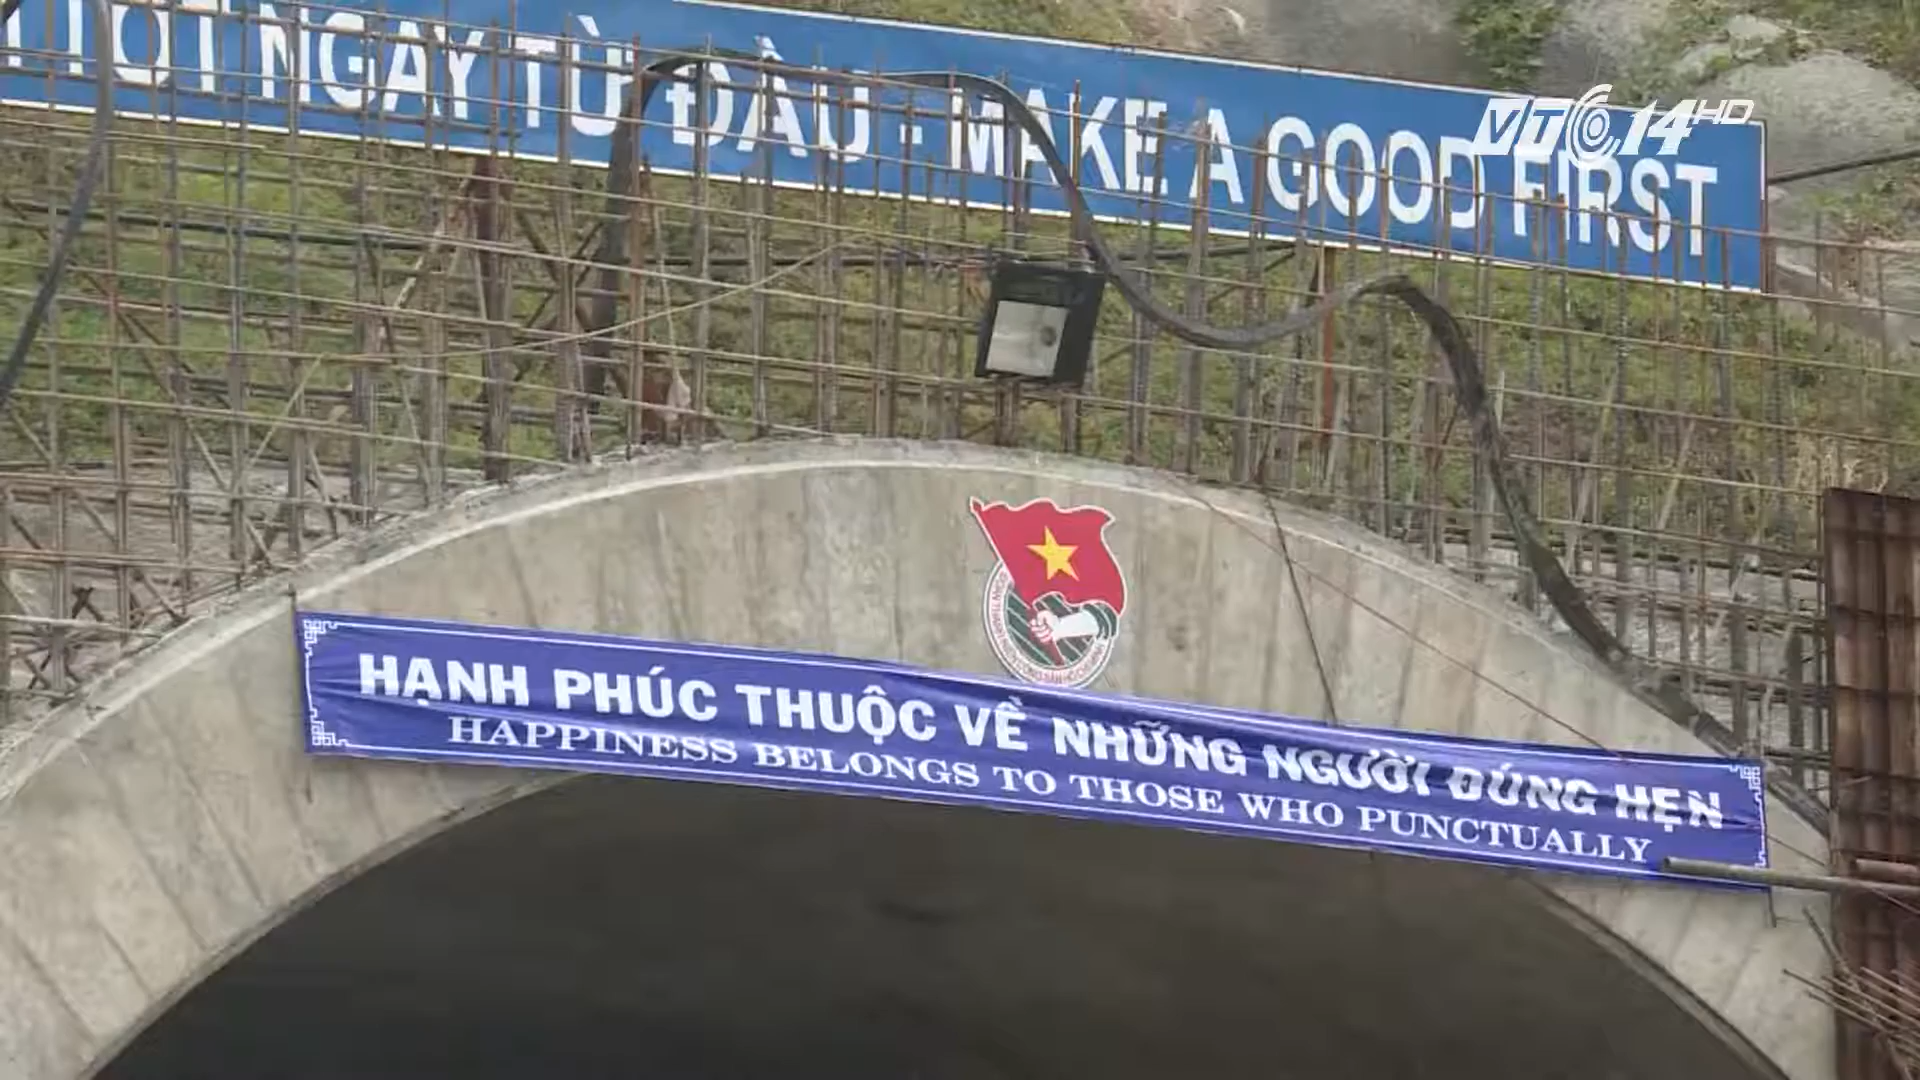 TỐT NGAY TỪ ĐẦU - MAKE A GOOD FIRST
VTC14 HD
HẠNH PHÚC THUỘC VỀ NHỮNG NGƯỜI ĐÚNG HẸN
HAPPINESS BELONGS TO THOSE WHO PUNCTUALLY